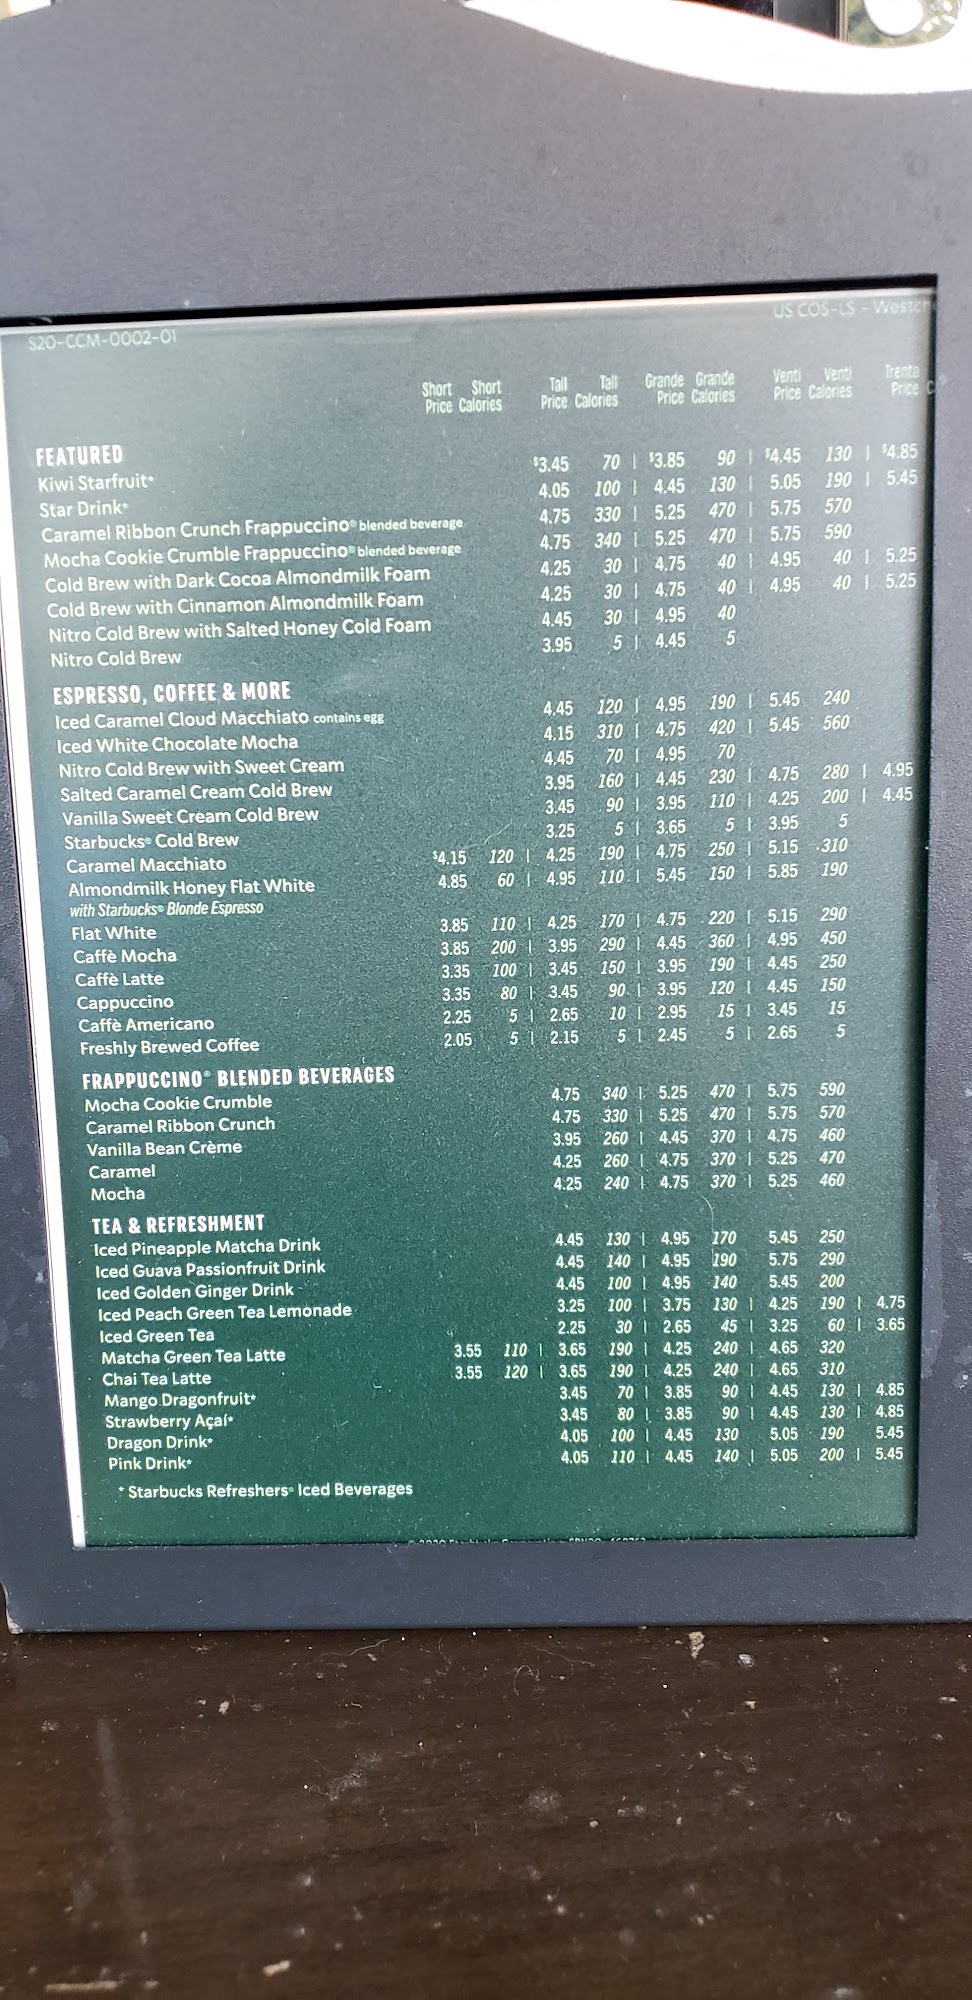 S20-CCM-0002-01 US COS-LS - Westch
Short Price Short Calories Tall Price Tall Calories Grande Price Grande Calories Venti Price Venti Calories Trenta Price C
FEATURED
Kiwi Starfruit* $3.45 70 | $3.85 90 | $4.45 130 | $4.85
Star Drink* 4.05 100 | 4.45 130 | 5.05 190 | 5.45
Caramel Ribbon Crunch Frappuccino® blended beverage 4.75 330 | 5.25 470 | 5.75 570
Mocha Cookie Crumble Frappuccino® blended beverage 4.75 340 | 5.25 470 | 5.75 590
Cold Brew with Dark Cocoa Almondmilk Foam 4.25 30 | 4.75 40 | 4.95 40 | 5.25
Cold Brew with Cinnamon Almondmilk Foam 4.25 30 | 4.75 40 | 4.95 40 | 5.25
Nitro Cold Brew with Salted Honey Cold Foam 4.45 30 | 4.95 40
Nitro Cold Brew 3.95 5 | 4.45 5
ESPRESSO, COFFEE & MORE
Iced Caramel Cloud Macchiato contains egg 4.45 120 | 4.95 190 | 5.45 240
Iced White Chocolate Mocha 4.15 310 | 4.75 420 | 5.45 560
Nitro Cold Brew with Sweet Cream 4.45 70 | 4.95 70
Salted Caramel Cream Cold Brew 3.95 160 | 4.45 230 | 4.75 280 | 4.95
Vanilla Sweet Cream Cold Brew 3.45 90 | 3.95 110 | 4.25 200 | 4.45
Starbucks® Cold Brew 3.25 5 | 3.65 5 | 3.95 5
Caramel Macchiato $4.15 120 | 4.25 190 | 4.75 250 | 5.15 310
Almondmilk Honey Flat White 4.85 60 | 4.95 110 | 5.45 150 | 5.85 190
with Starbucks® Blonde Espresso
Flat White 3.85 110 | 4.25 170 | 4.75 220 | 5.15 290
Caffè Mocha 3.85 200 | 3.95 290 | 4.45 360 | 4.95 450
Caffè Latte 3.35 100 | 3.45 150 | 3.95 190 | 4.45 250
Cappuccino 3.35 80 | 3.45 90 | 3.95 120 | 4.45 150
Caffè Americano 2.25 5 | 2.65 10 | 2.95 15 | 3.45 15
Freshly Brewed Coffee 2.05 5 | 2.15 5 | 2.45 5 | 2.65 5
FRAPPUCCINO® BLENDED BEVERAGES
Mocha Cookie Crumble 4.75 340 | 5.25 470 | 5.75 590
Caramel Ribbon Crunch 4.75 330 | 5.25 470 | 5.75 570
Vanilla Bean Crème 3.95 260 | 4.45 370 | 4.75 460
Caramel 4.25 260 | 4.75 370 | 5.25 470
Mocha 4.25 240 | 4.75 370 | 5.25 460
TEA & REFRESHMENT
Iced Pineapple Matcha Drink 4.45 130 | 4.95 170 5.45 250
Iced Guava Passionfruit Drink 4.45 140 | 4.95 190 5.75 290
Iced Golden Ginger Drink 4.45 100 | 4.95 140 5.45 200
Iced Peach Green Tea Lemonade 3.25 100 | 3.75 130 | 4.25 190 | 4.75
Iced Green Tea 2.25 30 | 2.65 45 | 3.25 60 | 3.65
Matcha Green Tea Latte 3.55 110 | 3.65 190 | 4.25 240 | 4.65 320
Chai Tea Latte 3.55 120 | 3.65 190 | 4.25 240 | 4.65 310
Mango Dragonfruit* 3.45 70 | 3.85 90 | 4.45 130 | 4.85
Strawberry Açaí* 3.45 80 | 3.85 90 | 4.45 130 | 4.85
Dragon Drink* 4.05 100 | 4.45 130 5.05 190 5.45
Pink Drink* 4.05 110 | 4.45 140 | 5.05 200 | 5.45
* Starbucks Refreshers® Iced Beverages